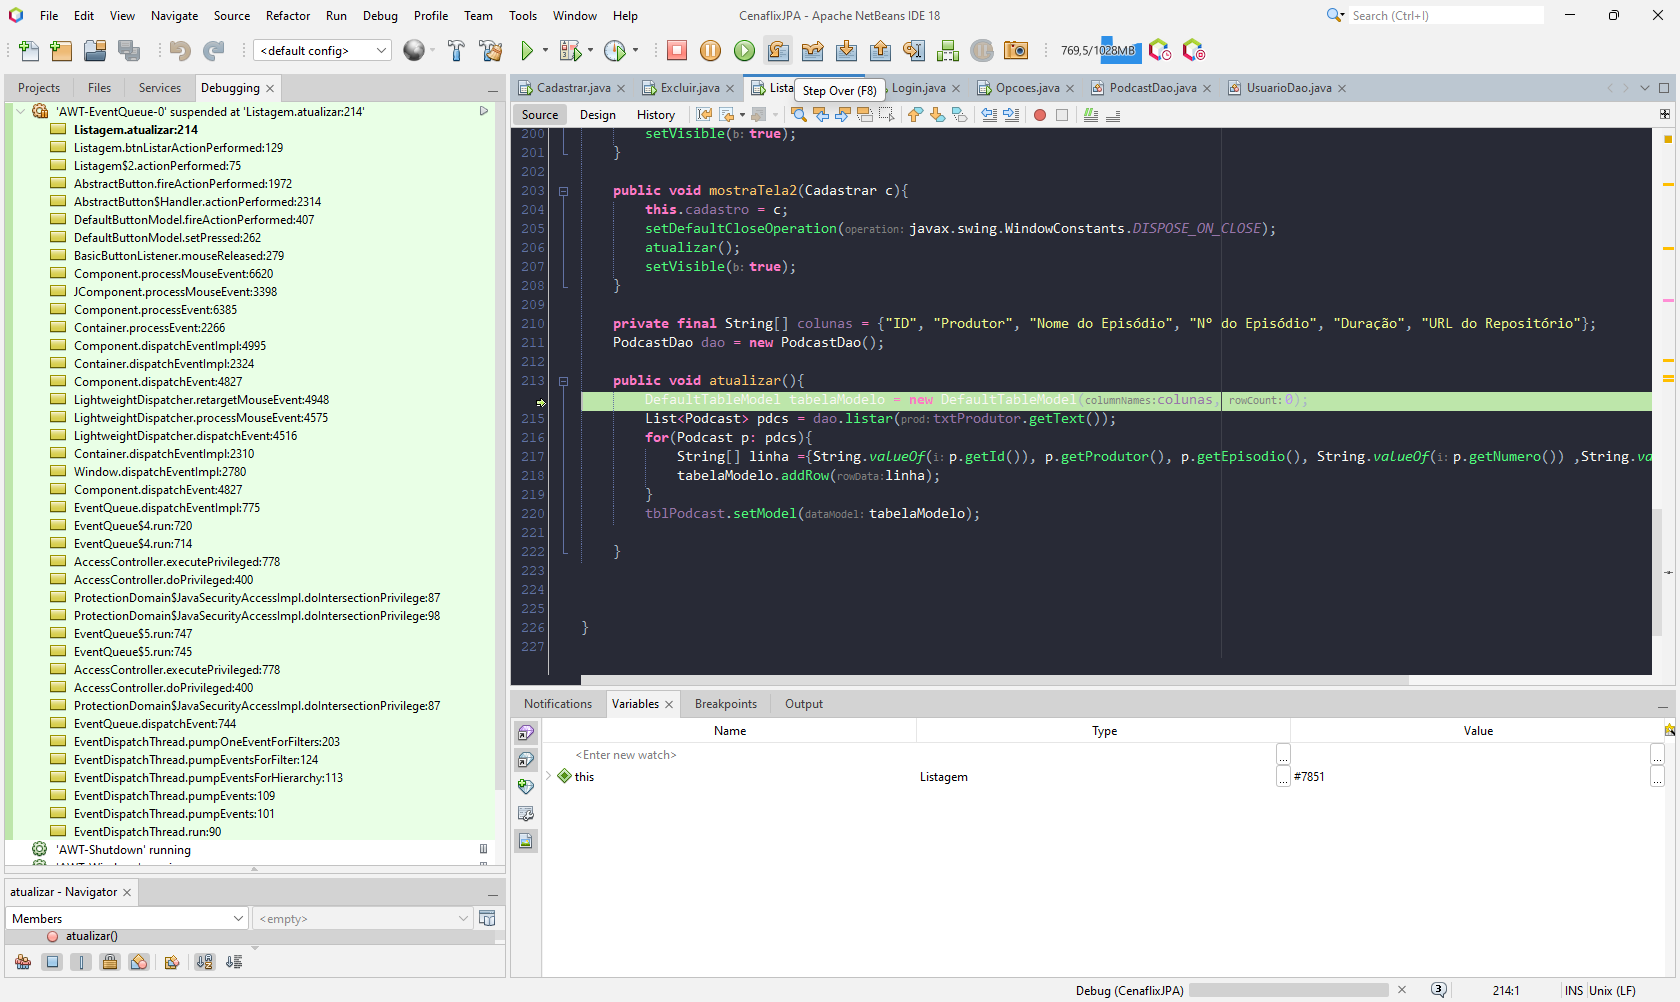 File Edit View Navigate Source Refactor Run Debug Profile Team Tools Window Help
CenaflixJPA - Apache NetBeans IDE 18
Search (Ctrl+I)
<default config>
769,5/1028MB
Projects Files Services Debugging
'AWT-EventQueue-0' suspended at 'Listagem.atualizar:214'
Listagem.atualizar:214
Listagem.btnListarActionPerformed:129
Listagem$2.actionPerformed:75
AbstractButton.fireActionPerformed:1972
AbstractButton$Handler.actionPerformed:2314
DefaultButtonModel.fireActionPerformed:407
DefaultButtonModel.setPressed:262
BasicButtonListener.mouseReleased:279
Component.processMouseEvent:6620
JComponent.processMouseEvent:3398
Component.processEvent:6385
Container.processEvent:2266
Component.dispatchEventImpl:4995
Container.dispatchEventImpl:2324
Component.dispatchEvent:4827
LightweightDispatcher.retargetMouseEvent:4948
LightweightDispatcher.processMouseEvent:4575
LightweightDispatcher.dispatchEvent:4516
Container.dispatchEventImpl:2310
Window.dispatchEventImpl:2780
Component.dispatchEvent:4827
EventQueue.dispatchEventImpl:775
EventQueue$4.run:720
EventQueue$4.run:714
AccessController.executePrivileged:778
AccessController.doPrivileged:400
ProtectionDomain$JavaSecurityAccessImpl.doIntersectionPrivilege:87
ProtectionDomain$JavaSecurityAccessImpl.doIntersectionPrivilege:98
EventQueue$5.run:747
EventQueue$5.run:745
AccessController.executePrivileged:778
AccessController.doPrivileged:400
ProtectionDomain$JavaSecurityAccessImpl.doIntersectionPrivilege:87
EventQueue.dispatchEvent:744
EventDispatchThread.pumpOneEventForFilters:203
EventDispatchThread.pumpEventsForFilter:124
EventDispatchThread.pumpEventsForHierarchy:113
EventDispatchThread.pumpEvents:109
EventDispatchThread.pumpEvents:101
EventDispatchThread.run:90
'AWT-Shutdown' running
atualizar - Navigator
Members
<empty>
atualizar()
Cadastrar.java Excluir.java Lista Login.java Opcoes.java PodcastDao.java UsuarioDao.java
Step Over (F8)
Source Design History
200 setVisible(b: true);
201 }
202
203 public void mostraTela2(Cadastrar c){
204 this.cadastro = c;
205 setDefaultCloseOperation(operation: javax.swing.WindowConstants.DISPOSE_ON_CLOSE);
206 atualizar();
207 setVisible(b: true);
208 }
209
210 private final String[] colunas = {"ID", "Produtor", "Nome do Episódio", "Nº do Episódio", "Duração", "URL do Repositório"};
211 PodcastDao dao = new PodcastDao();
212
213 public void atualizar(){
DefaultTableModel tabelaModelo = new DefaultTableModel(columnNames:colunas, rowCount:0);
215 List<Podcast> pdcs = dao.listar(prod:txtProdutor.getText());
216 for(Podcast p: pdcs){
217 String[] linha ={String.valueOf(i: p.getId()), p.getProdutor(), p.getEpisodio(), String.valueOf(i: p.getNumero()) ,String.va
218 tabelaModelo.addRow(rowData:linha);
219 }
220 tblPodcast.setModel(dataModel: tabelaModelo);
221
222 }
223
224
225
226 }
227
Notifications Variables Breakpoints Output
Name Type Value
<Enter new watch> ... ...
this Listagem ... #7851 ...
Debug (CenaflixJPA)
3
214:1
INS Unix (LF)